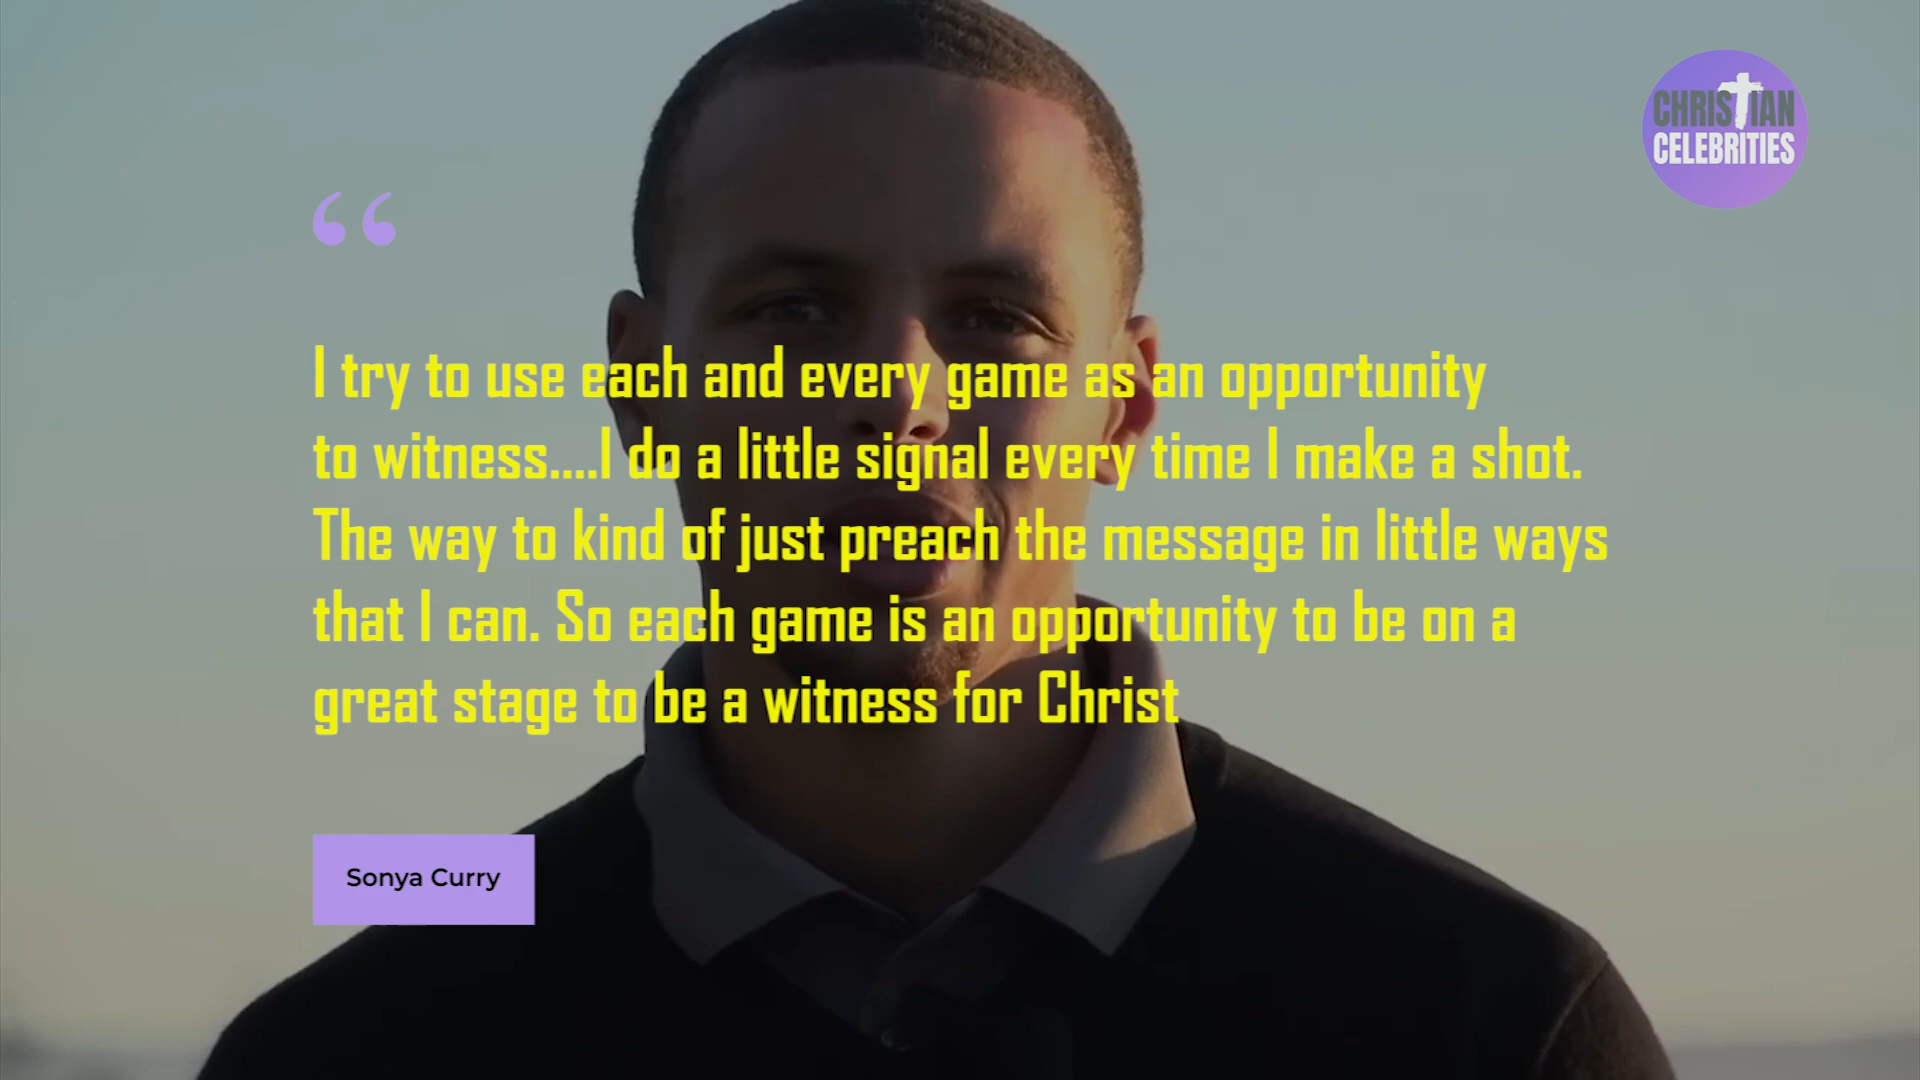 CHRISTIAN
CELEBRITIES
“
I try to use each and every game as an opportunity
to witness....I do a little signal every time I make a shot.
The way to kind of just preach the message in little ways
that I can. So each game is an opportunity to be on a
great stage to be a witness for Christ
Sonya Curry